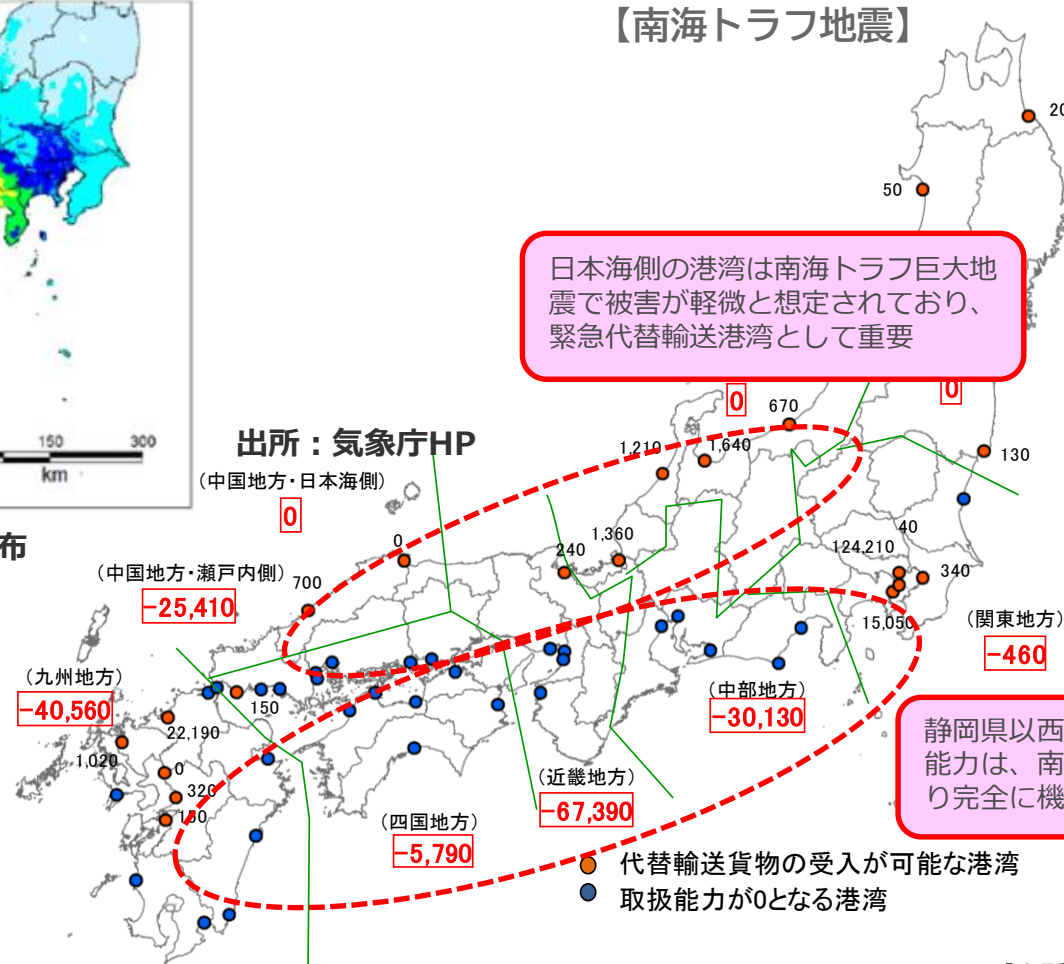 【南海トラフ地震】
20
50
日本海側の港湾は南海トラフ巨大地
震で被害が軽微と想定されており、
緊急代替輸送港湾として重要
0
0
670
150
300
km
出所：気象庁HP
1,210
1,640
130
（中国地方・日本海側）
0
布
0
240
1,360
40
124,210
340
（中国地方・瀬戸内側）
700
−25,410
15,050
（関東地方）
−460
（九州地方）
−40,560
150
（中部地方）
−30,130
22,190
1,020
0
320
150
静岡県以西
能力は、南
り完全に機
（近畿地方）
−67,390
（四国地方）
−5,790
代替輸送貨物の受入が可能な港湾
取扱能力が0となる港湾